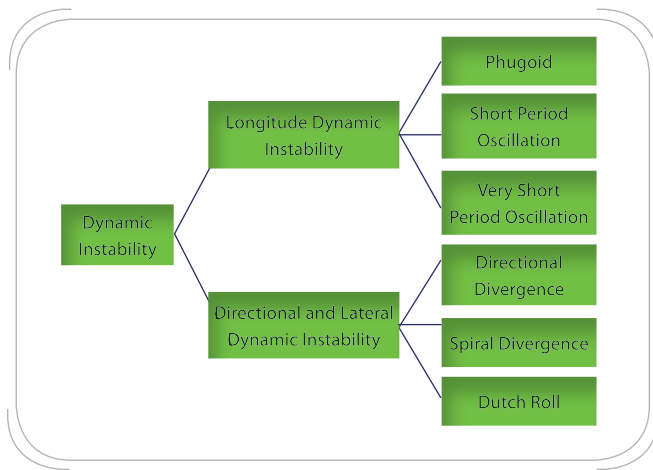 Dynamic
Instability
Longitude Dynamic
Instability
Phugoid
Short Period
Oscillation
Very Short
Period Oscillation
Directional and Lateral
Dynamic Instability
Directional
Divergence
Spiral Divergence
Dutch Roll